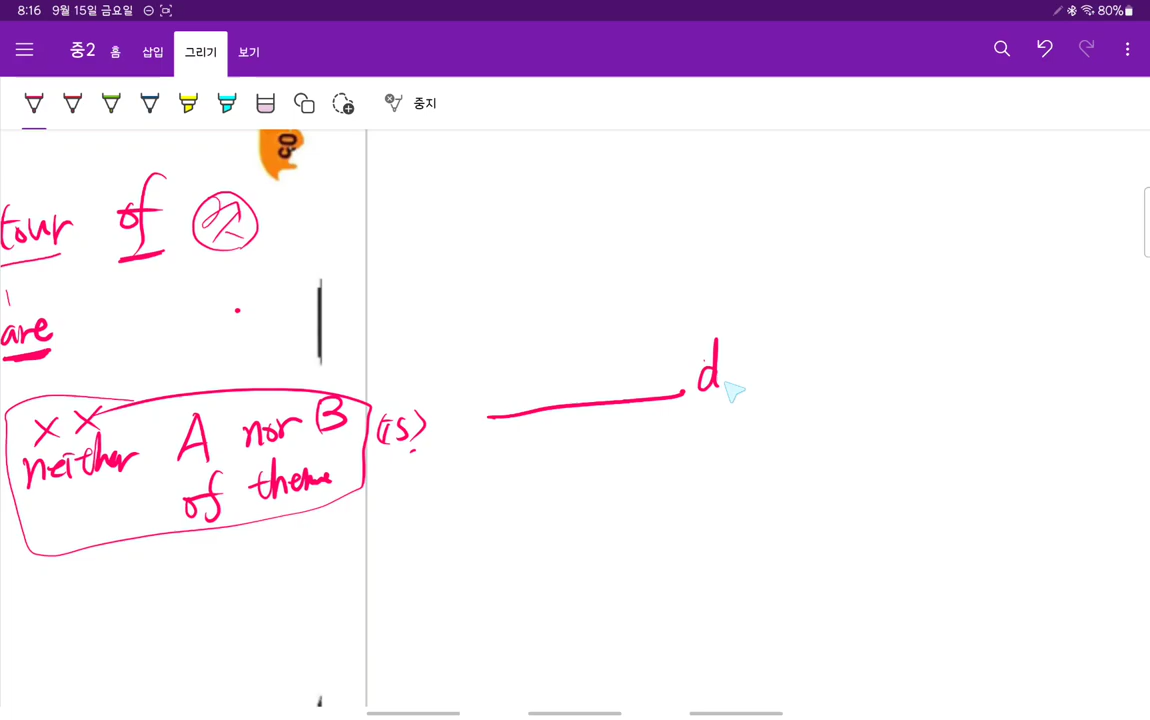 8:16 9월 15일 금요일 80%
중2 홈 삽입 그리기 보기
중지
tour of
are
x x
neither A nor B (is)
of them
d